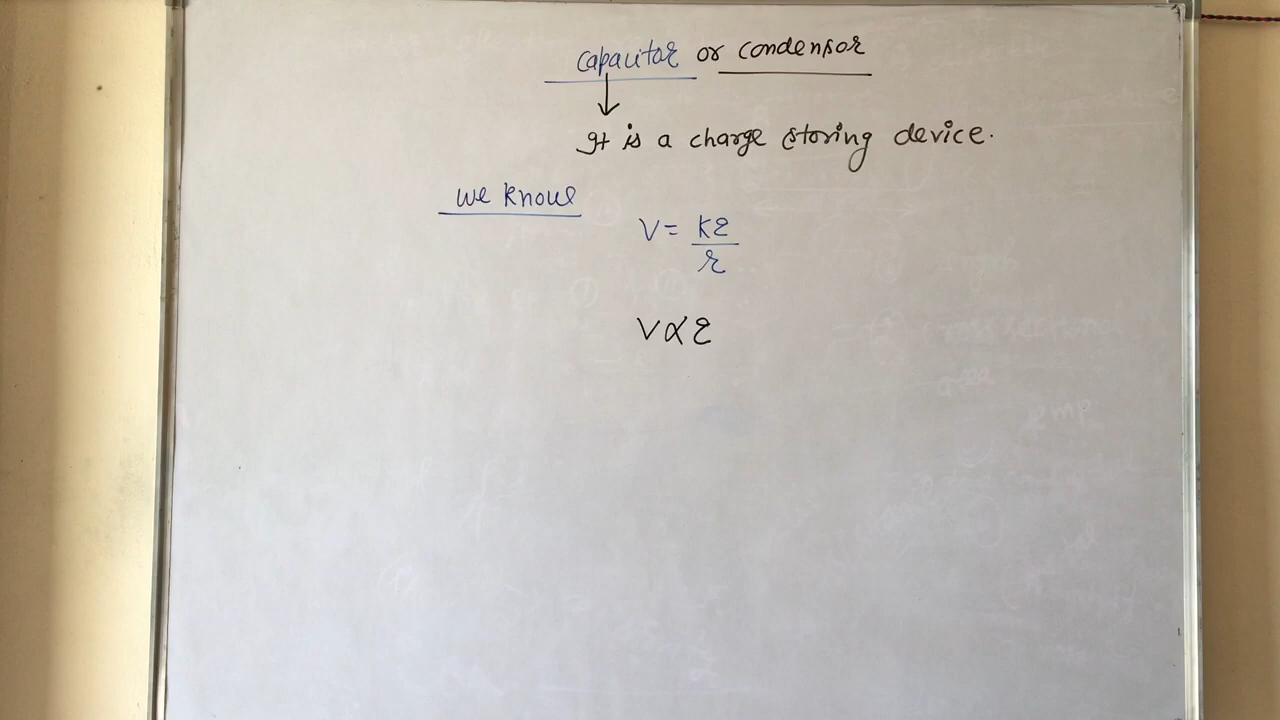 capacitor or condensor
It is a charge storing device.
we know
V = kq
r
V ∝ q